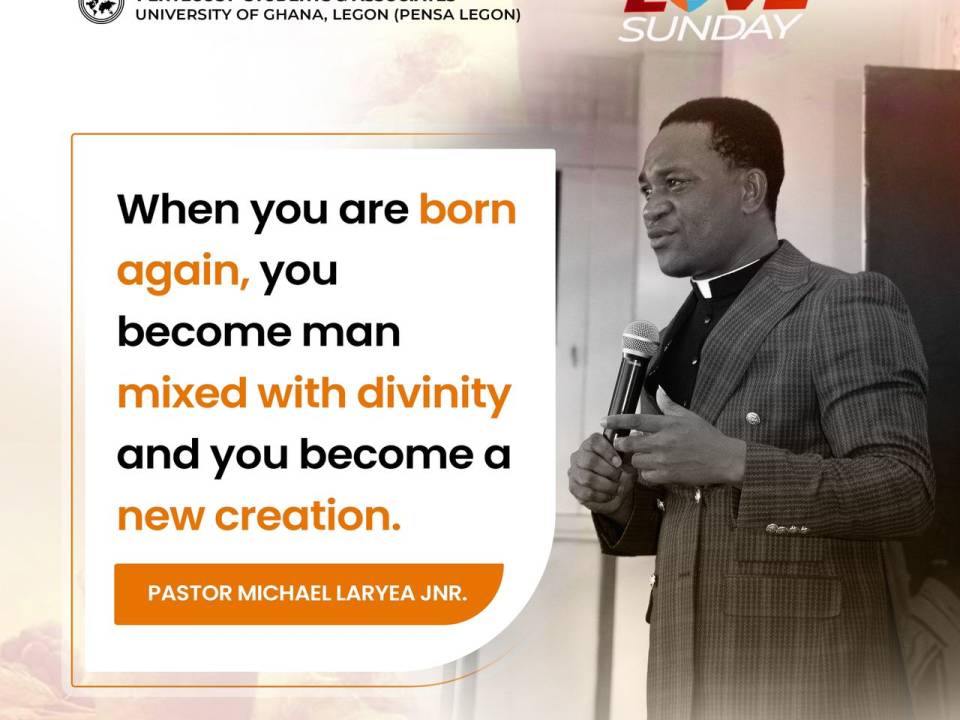 UNIVERSITY OF GHANA, LEGON (PENSA LEGON)
SUNDAY
When you are born
again, you
become man
mixed with divinity
and you become a
new creation.
PASTOR MICHAEL LARYEA JNR.